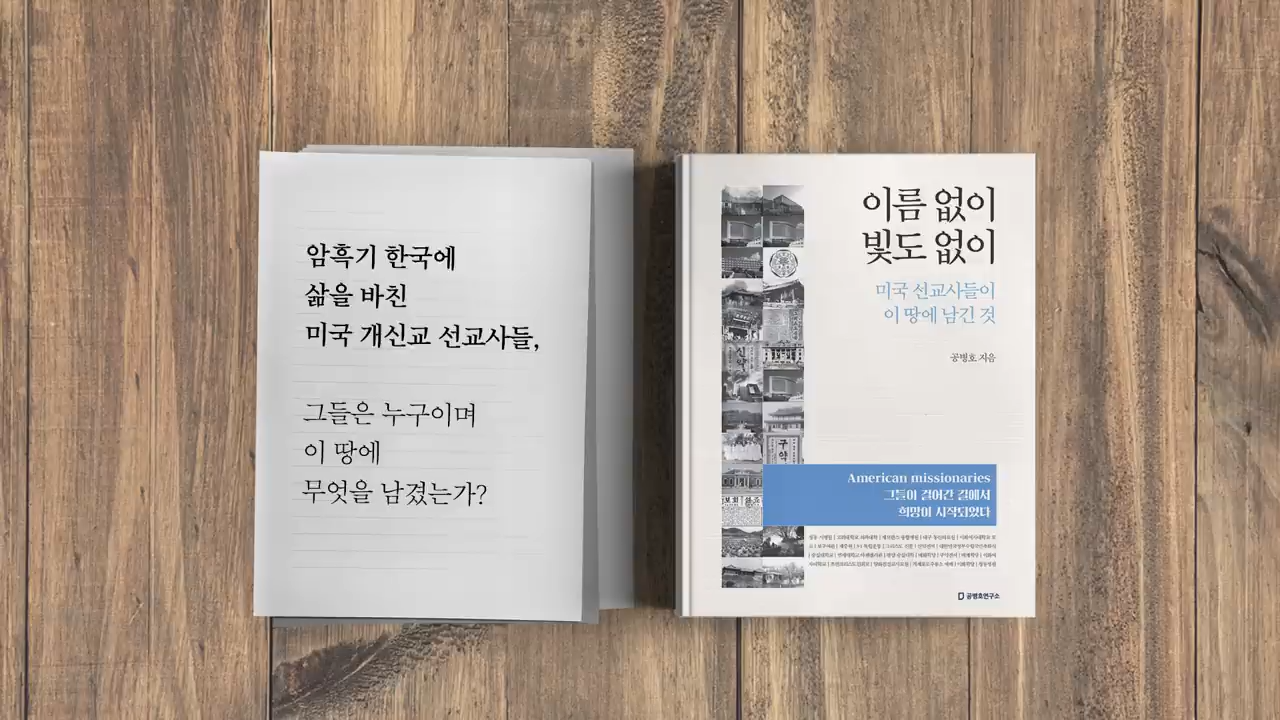 암흑기 한국에
삶을 바친
미국 개신교 선교사들,
그들은 누구이며
이 땅에
무엇을 남겼는가?
이름 없이
빛도 없이
미국 선교사들이
이 땅에 남긴 것
공병호 지음
구약
American missionaries
그들이 걸어간 길에서
희망이 시작되었다
공병호연구소